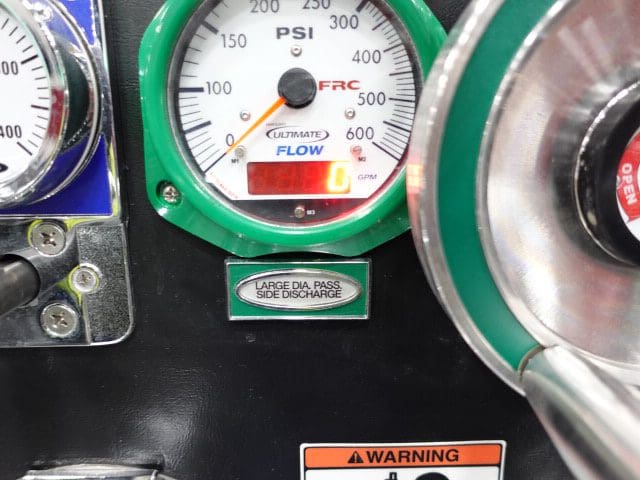 200 250 300
150
PSI
400
100
FRC
500
0
ULTIMATE
600
M1
FLOW
M2
0 GPM
M3
LARGE DIA. PASS.
SIDE DISCHARGE
OPEN
400
WARNING